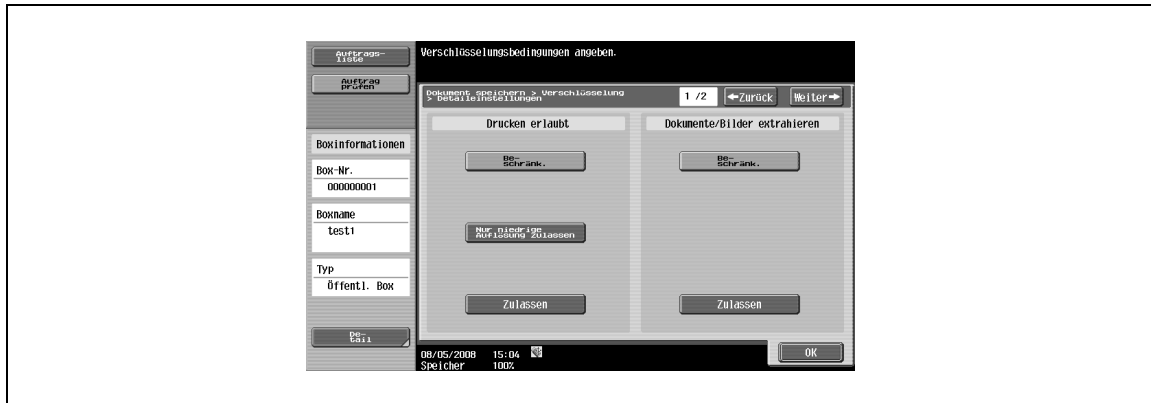 Auftrags-
liste
Auftrag
prüfen
Verschlüsselungsbedingungen angeben.
Dokument speichern > Verschlüsselung
> Detaileinstellungen
1 /2
←Zurück
Weiter→
Drucken erlaubt
Dokumente/Bilder extrahieren
Be-
schränk.
Be-
schränk.
Nur niedrige
Auflösung zulassen
Zulassen
Zulassen
Boxinformationen
Box-Nr.
000000001
Boxname
test1
Typ
Öffentl. Box
De-
tail
08/05/2008 15:04
Speicher 100%
OK